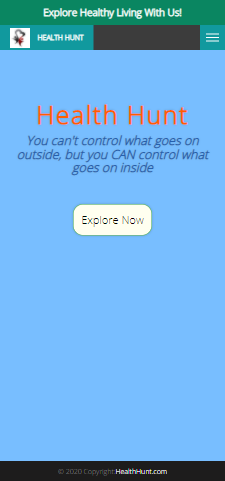 Explore Healthy Living With Us!
HEALTH HUNT
Health Hunt
You can't control what goes on
outside, but you CAN control what
goes on inside
Explore Now
© 2020 Copyright:HealthHunt.com